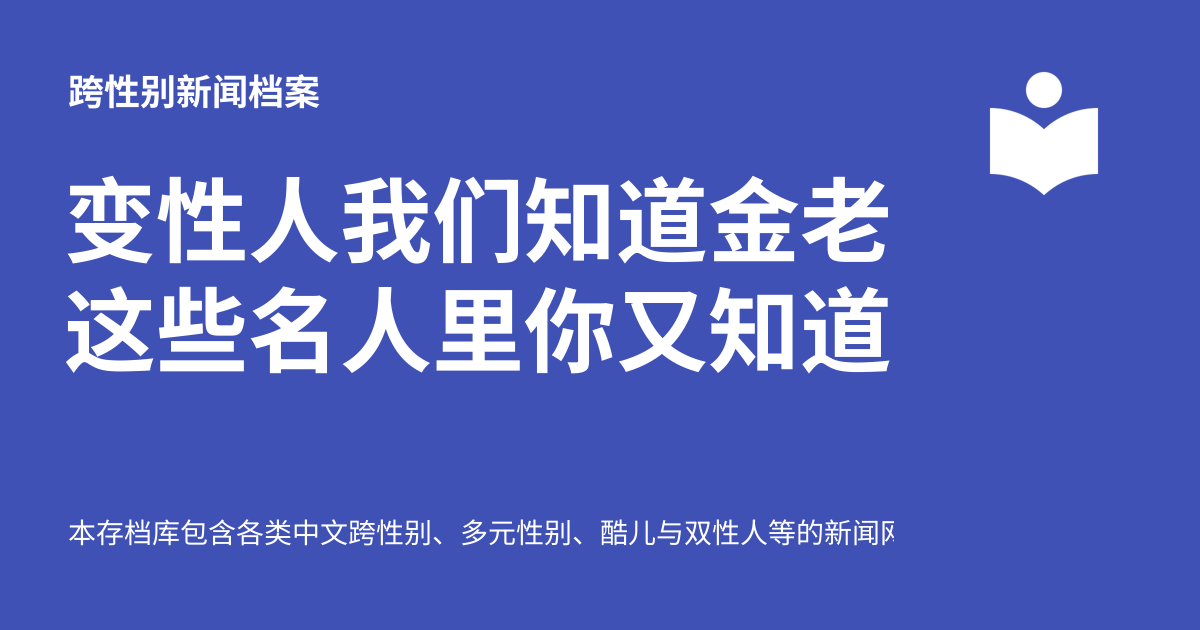 跨性别新闻档案
变性人我们知道金老
这些名人里你又知道
本存档库包含各类中文跨性别、多元性别、酷儿与双性人等的新闻网